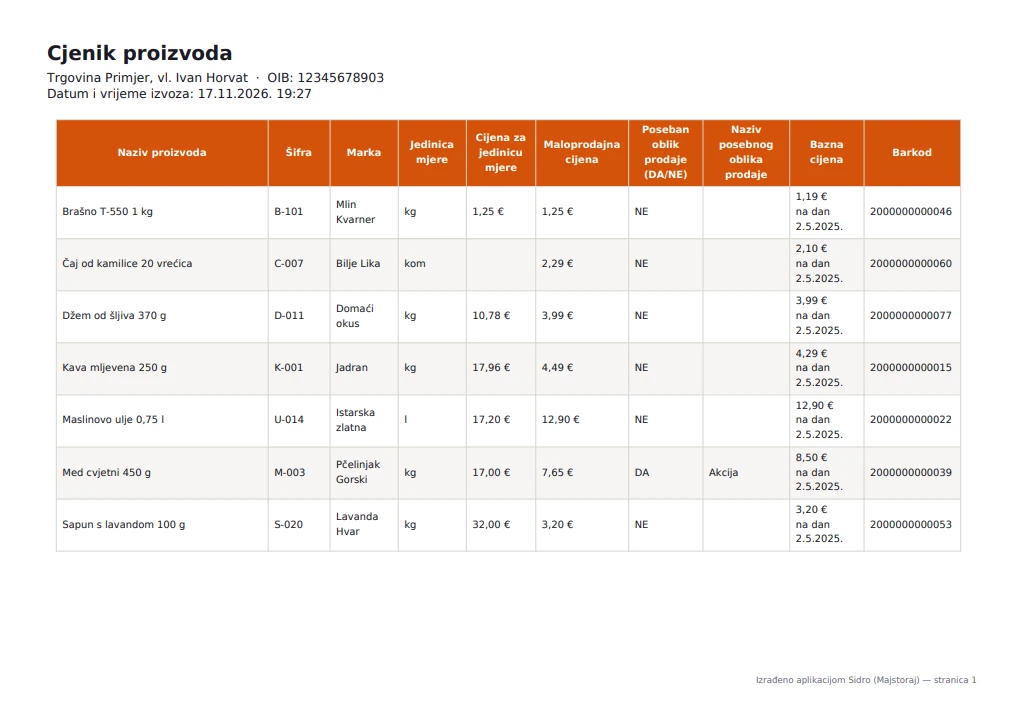 Cjenik proizvoda
Trgovina Primjer, vl. Ivan Horvat · OIB: 12345678903
Datum i vrijeme izvoza: 17.11.2026. 19:27
Naziv proizvoda
Šifra
Marka
Jedinica
mjere
Cijena za
jedinicu
mjere
Maloprodajna
cijena
Poseban
oblik
prodaje
(DA/NE)
Naziv
posebnog
oblika
prodaje
Bazna
cijena
Barkod
Brašno T-550 1 kg
B-101
Mlin
Kvarner
kg
1,25 €
1,25 €
NE
1,19 €
na dan
2.5.2025.
2000000000046
Čaj od kamilice 20 vrećica
C-007
Bilje Lika
kom
2,29 €
NE
2,10 €
na dan
2.5.2025.
2000000000060
Džem od šljiva 370 g
D-011
Domaći
okus
kg
10,78 €
3,99 €
NE
3,99 €
na dan
2.5.2025.
2000000000077
Kava mljevena 250 g
K-001
Jadran
kg
17,96 €
4,49 €
NE
4,29 €
na dan
2.5.2025.
2000000000015
Maslinovo ulje 0,75 l
U-014
Istarska
zlatna
l
17,20 €
12,90 €
NE
12,90 €
na dan
2.5.2025.
2000000000022
Med cvjetni 450 g
M-003
Pčelinjak
Gorski
kg
17,00 €
7,65 €
DA
Akcija
8,50 €
na dan
2.5.2025.
2000000000039
Sapun s lavandom 100 g
S-020
Lavanda
Hvar
kg
32,00 €
3,20 €
NE
3,20 €
na dan
2.5.2025.
2000000000053
Izrađeno aplikacijom Sidro (Majstoraj) — stranica 1